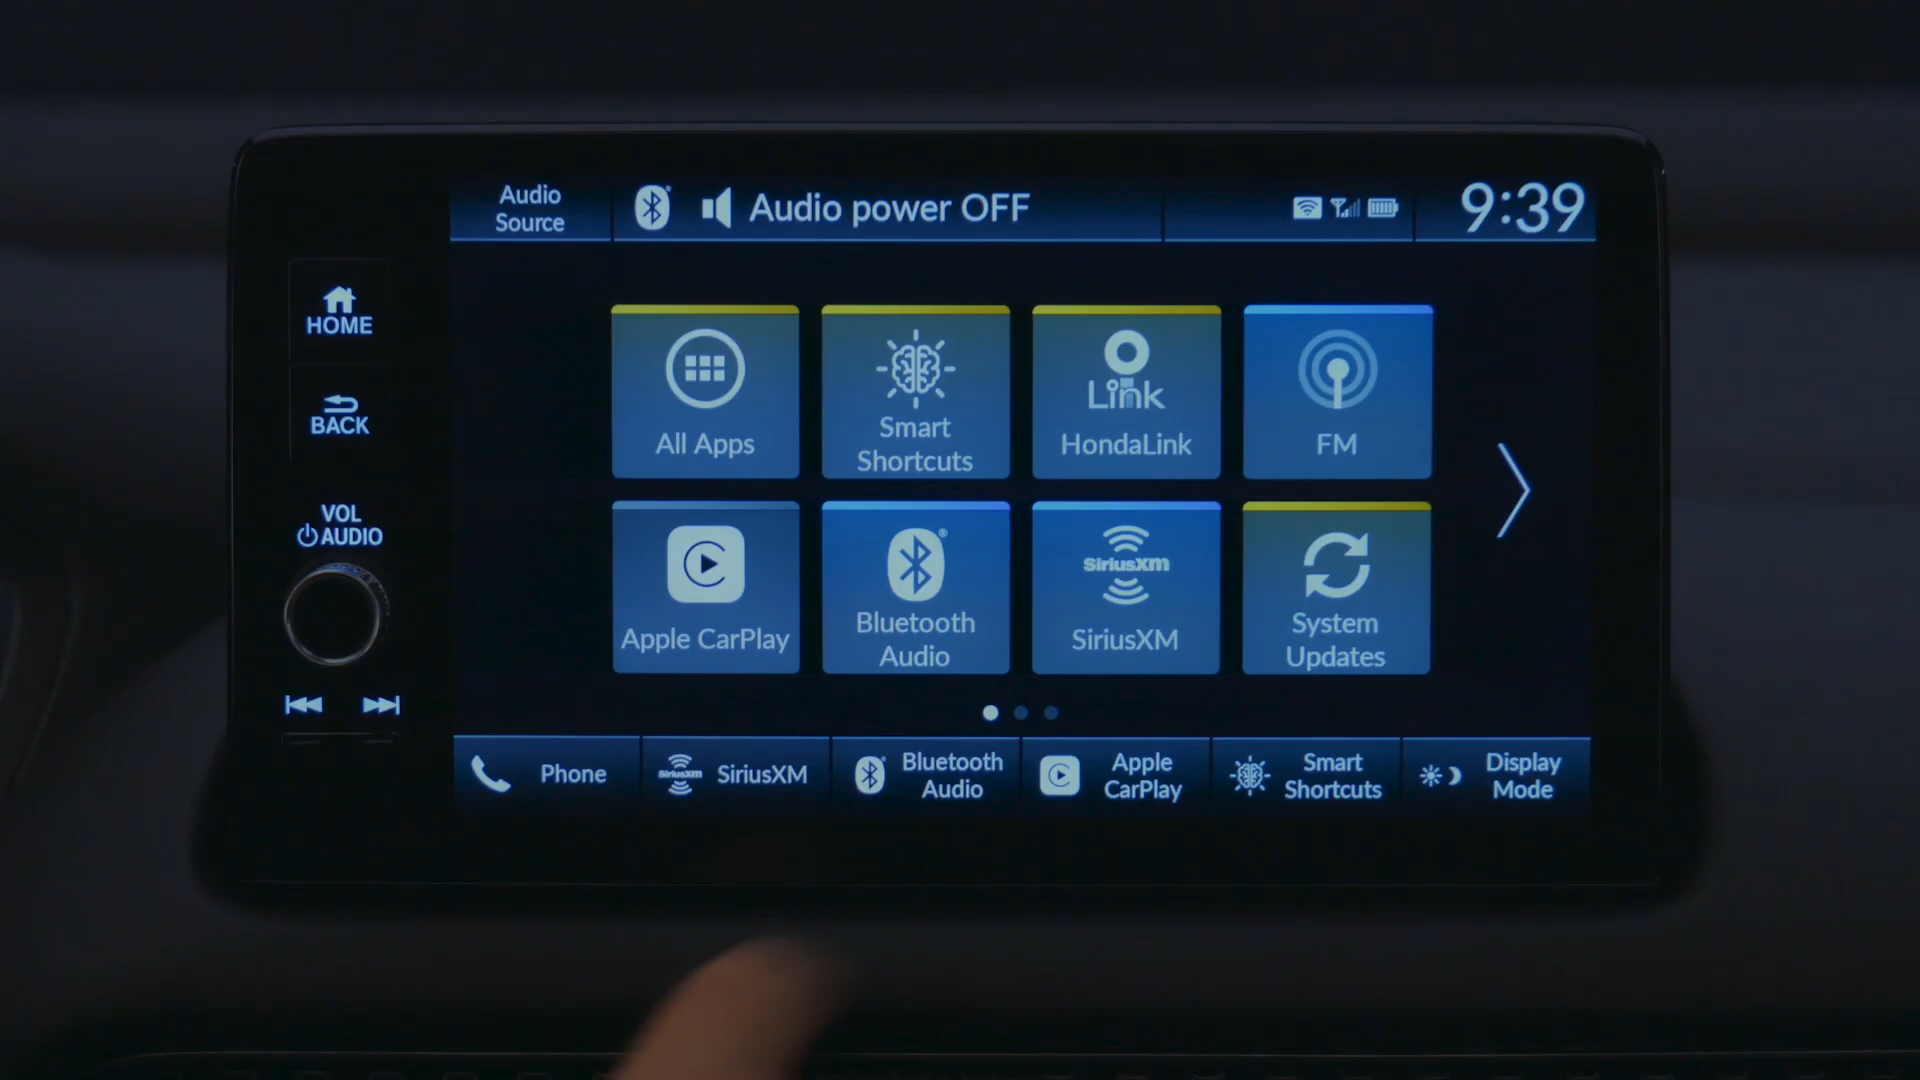 Audio
Source
Audio power OFF
9:39
HOME
BACK
VOL
AUDIO
All Apps
Smart
Shortcuts
Link
HondaLink
FM
Apple CarPlay
Bluetooth
Audio
SiriusXM
SiriusXM
System
Updates
Phone
SiriusXM
SiriusXM
Bluetooth
Audio
Apple
CarPlay
Smart
Shortcuts
Display
Mode